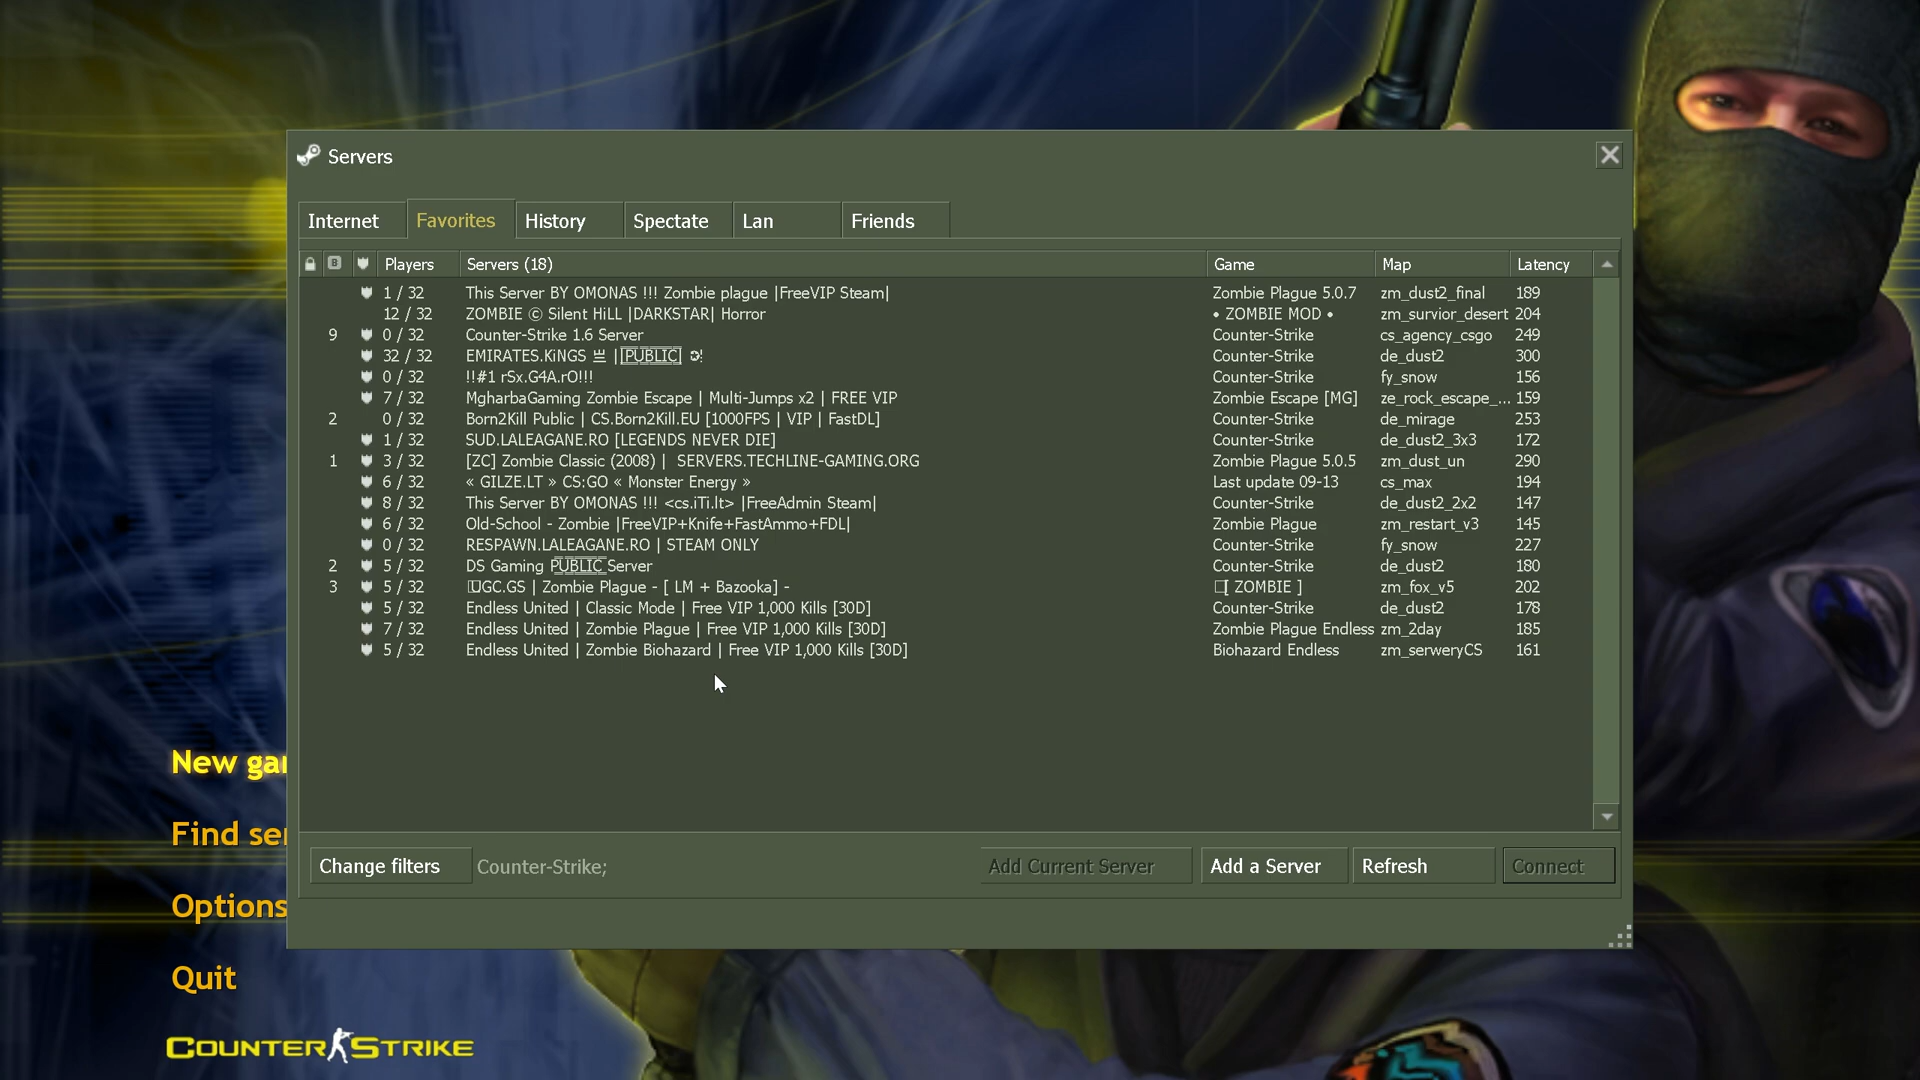 Servers
Internet Favorites History Spectate Lan Friends
Players Servers (18) Game Map Latency
1 / 32 This Server BY OMONAS !!! Zombie plague |FreeVIP Steam| Zombie Plague 5.0.7 zm_dust2_final 189
12 / 32 ZOMBIE © Silent HiLL |DARKSTAR| Horror • ZOMBIE MOD • zm_survior_desert 204
9 0 / 32 Counter-Strike 1.6 Server Counter-Strike cs_agency_csgo 249
32 / 32 EMIRATES.KiNGS |[PUBLIC] Counter-Strike de_dust2 300
0 / 32 !!#1 rSx.G4A.rO!!! Counter-Strike fy_snow 156
7 / 32 MgharbaGaming Zombie Escape | Multi-Jumps x2 | FREE VIP Zombie Escape [MG] ze_rock_escape_... 159
2 0 / 32 Born2Kill Public | CS.Born2Kill.EU [1000FPS | VIP | FastDL] Counter-Strike de_mirage 253
1 / 32 SUD.LALEAGANE.RO [LEGENDS NEVER DIE] Counter-Strike de_dust2_3x3 172
1 3 / 32 [ZC] Zombie Classic (2008) | SERVERS.TECHLINE-GAMING.ORG Zombie Plague 5.0.5 zm_dust_un 290
6 / 32 « GILZE.LT » CS:GO « Monster Energy » Last update 09-13 cs_max 194
8 / 32 This Server BY OMONAS !!! <cs.iTi.lt> |FreeAdmin Steam| Counter-Strike de_dust2_2x2 147
6 / 32 Old-School - Zombie |FreeVIP+Knife+FastAmmo+FDL| Zombie Plague zm_restart_v3 145
0 / 32 RESPAWN.LALEAGANE.RO | STEAM ONLY Counter-Strike fy_snow 227
2 5 / 32 DS Gaming PUBLIC Server Counter-Strike de_dust2 180
3 5 / 32 UGC.GS | Zombie Plague - [ LM + Bazooka] - [ ZOMBIE ] zm_fox_v5 202
5 / 32 Endless United | Classic Mode | Free VIP 1,000 Kills [30D] Counter-Strike de_dust2 178
7 / 32 Endless United | Zombie Plague | Free VIP 1,000 Kills [30D] Zombie Plague Endless zm_2day 185
5 / 32 Endless United | Zombie Biohazard | Free VIP 1,000 Kills [30D] Biohazard Endless zm_serweryCS 161
New gar
Find ser
Change filters Counter-Strike; Add Current Server Add a Server Refresh Connect
Options
Quit
COUNTER STRIKE